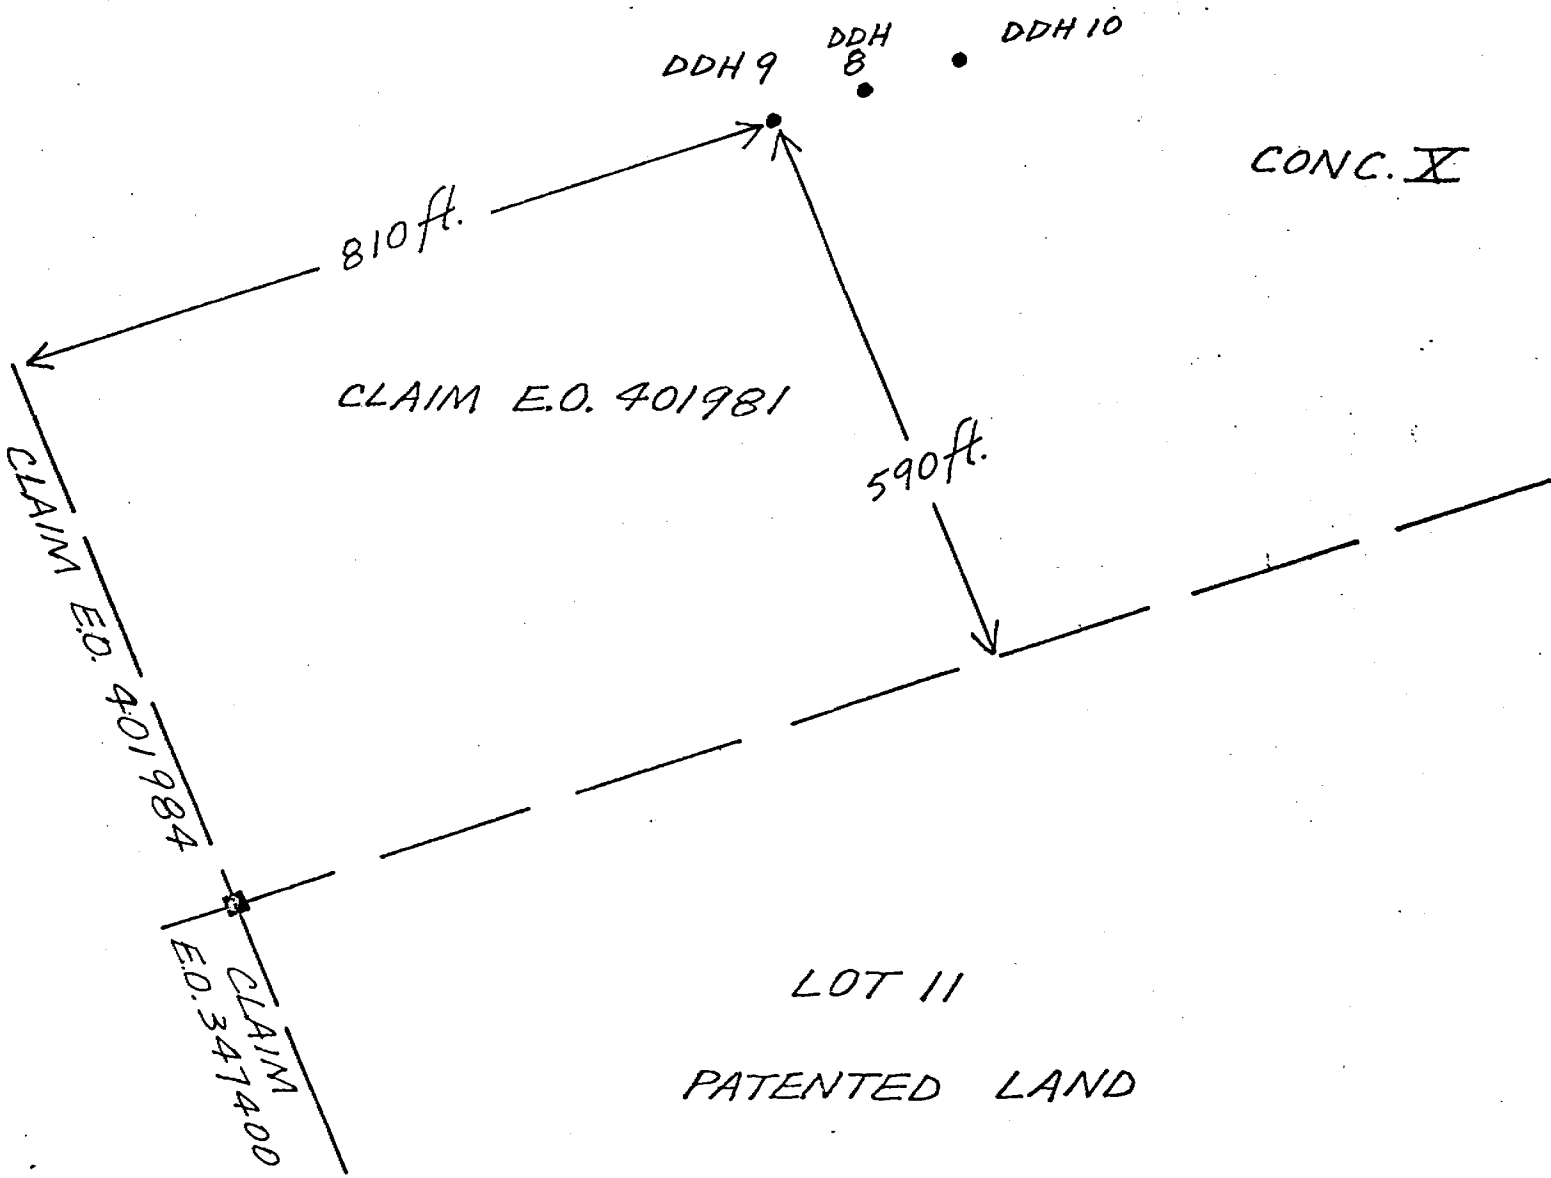 DDH 10
DDH
8
DDH 9
CONC. X
810 ft.
CLAIM E.O. 401981
590 ft.
CLAIM E.O. 401984
CLAIM
E.O. 347400
LOT 11
PATENTED LAND